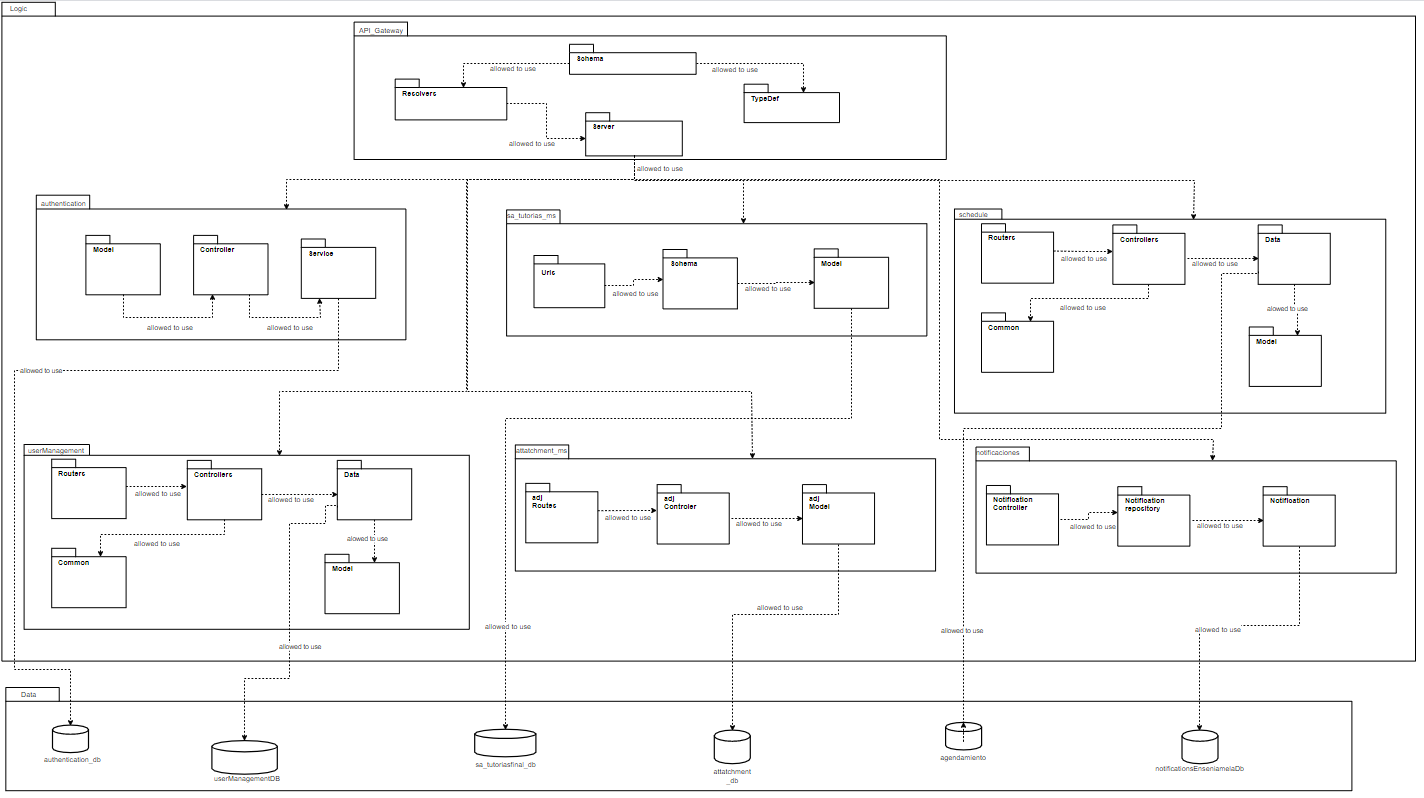 Logic
API_Gateway
Schema
allowed to use
allowed to use
Resolvers
TypeDef
Server
allowed to use
allowed to use
authentication
Model
Controller
Service
allowed to use
allowed to use
allowed to use
sa_tutorias_ms
Urls
Schema
Model
allowed to use
allowed to use
schedule
Routers
Controllers
Data
allowed to use
allowed to use
allowed to use
allowed to use
Common
Model
userManagement
Routers
Controllers
Data
allowed to use
allowed to use
allowed to use
allowed to use
Common
Model
allowed to use
attatchment_ms
adj
Routes
adj
Controler
adj
Model
allowed to use
allowed to use
allowed to use
allowed to use
notificaciones
Notification
Controller
Notification
repository
Notification
allowed to use
allowed to use
allowed to use
allowed to use
Data
authentication_db
userManagementDB
sa_tutoriasfinal_db
attatchment
_db
agendamiento
notificationsEnseniamelaDb